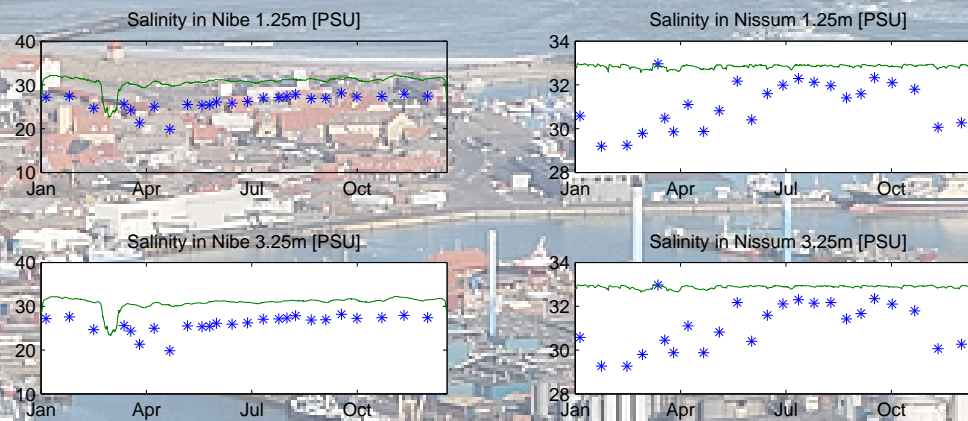 Salinity in Nibe 1.25m [PSU]
40
30
20
10
Jan Apr Jul Oct
Salinity in Nissum 1.25m [PSU]
34
32
30
28
Jan Apr Jul Oct
Salinity in Nibe 3.25m [PSU]
40
30
20
10
Jan Apr Jul Oct
Salinity in Nissum 3.25m [PSU]
34
32
30
28
Jan Apr Jul Oct